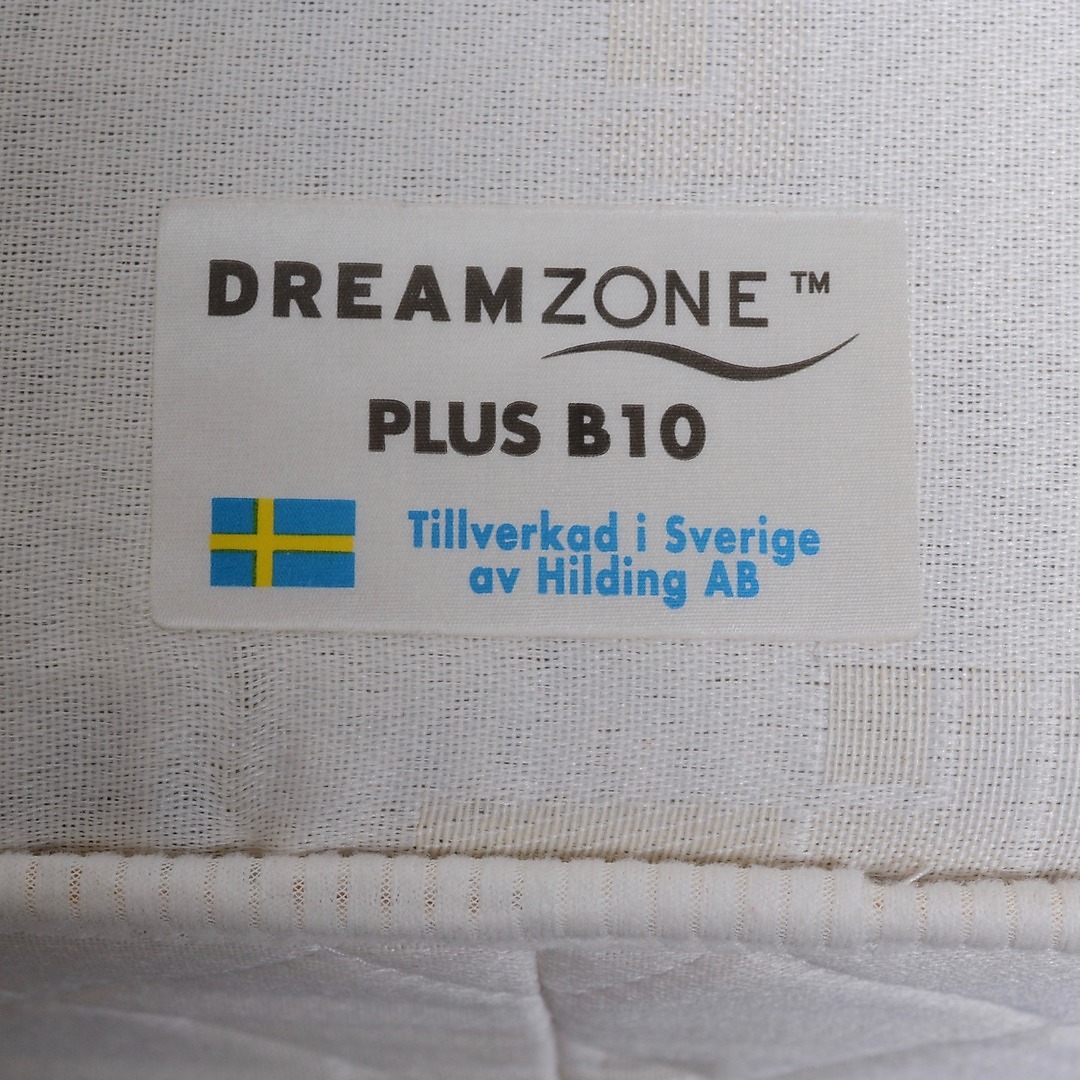 DREAMZONE™
PLUS B10
Tillverkad i Sverige
av Hilding AB